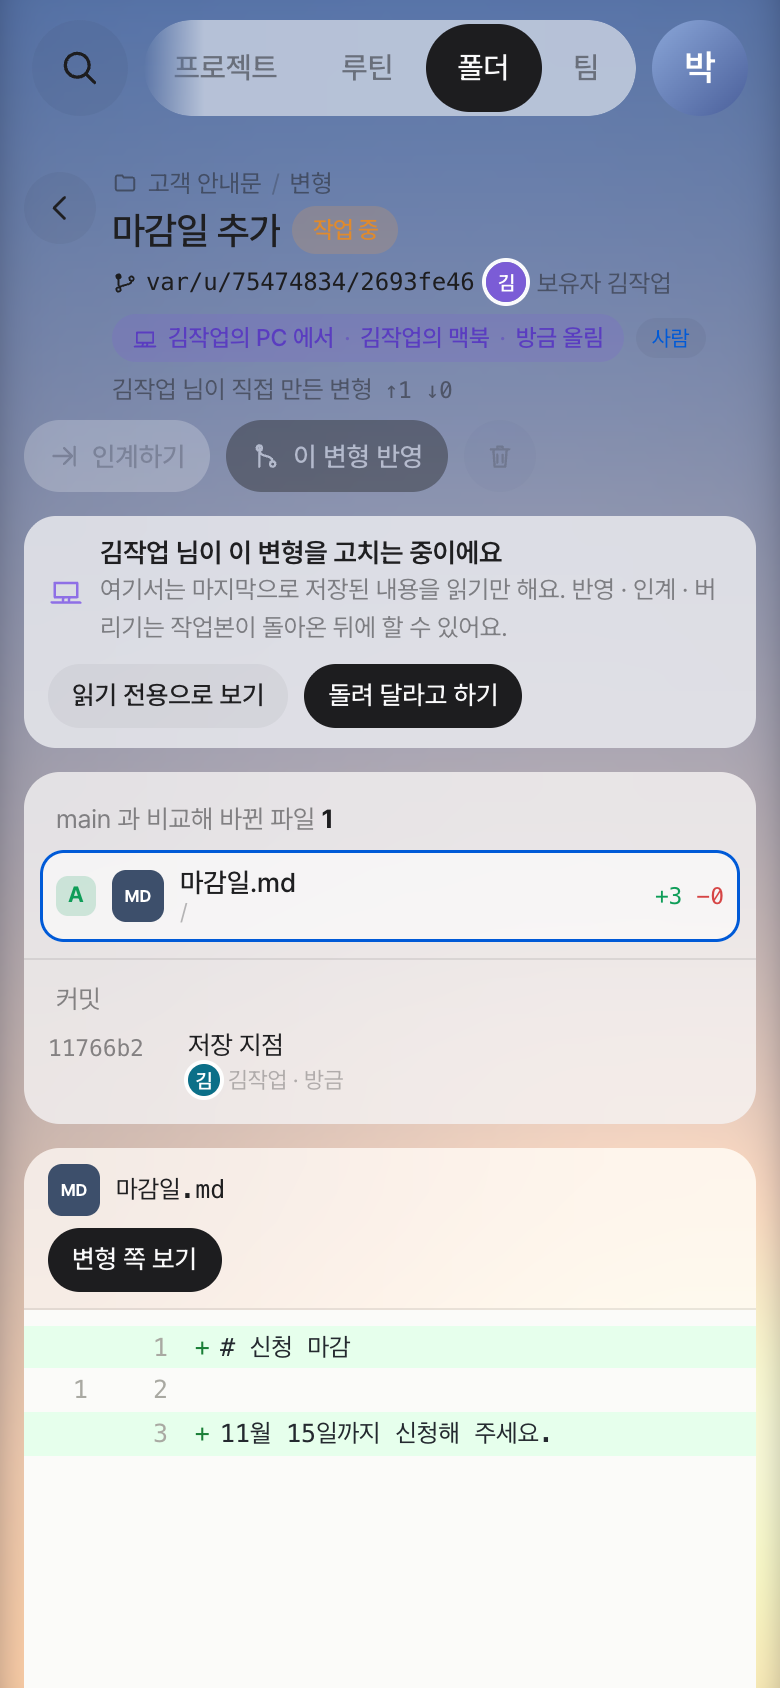 프로젝트 루틴 폴더 팀 박
고객 안내문 / 변형
마감일 추가 작업 중
var/u/75474834/2693fe46 김 보유자 김작업
김작업의 PC 에서 · 김작업의 맥북 · 방금 올림 사람
김작업 님이 직접 만든 변형 ↑1 ↓0
인계하기 이 변형 반영
김작업 님이 이 변형을 고치는 중이에요
여기서는 마지막으로 저장된 내용을 읽기만 해요. 반영 · 인계 · 버
리기는 작업본이 돌아온 뒤에 할 수 있어요.
읽기 전용으로 보기 돌려 달라고 하기
main 과 비교해 바뀐 파일 1
A MD 마감일.md +3 −0
/
커밋
11766b2 저장 지점
김 김작업 · 방금
MD 마감일.md
변형 쪽 보기
1 + # 신청 마감
1 2
3 + 11월 15일까지 신청해 주세요.